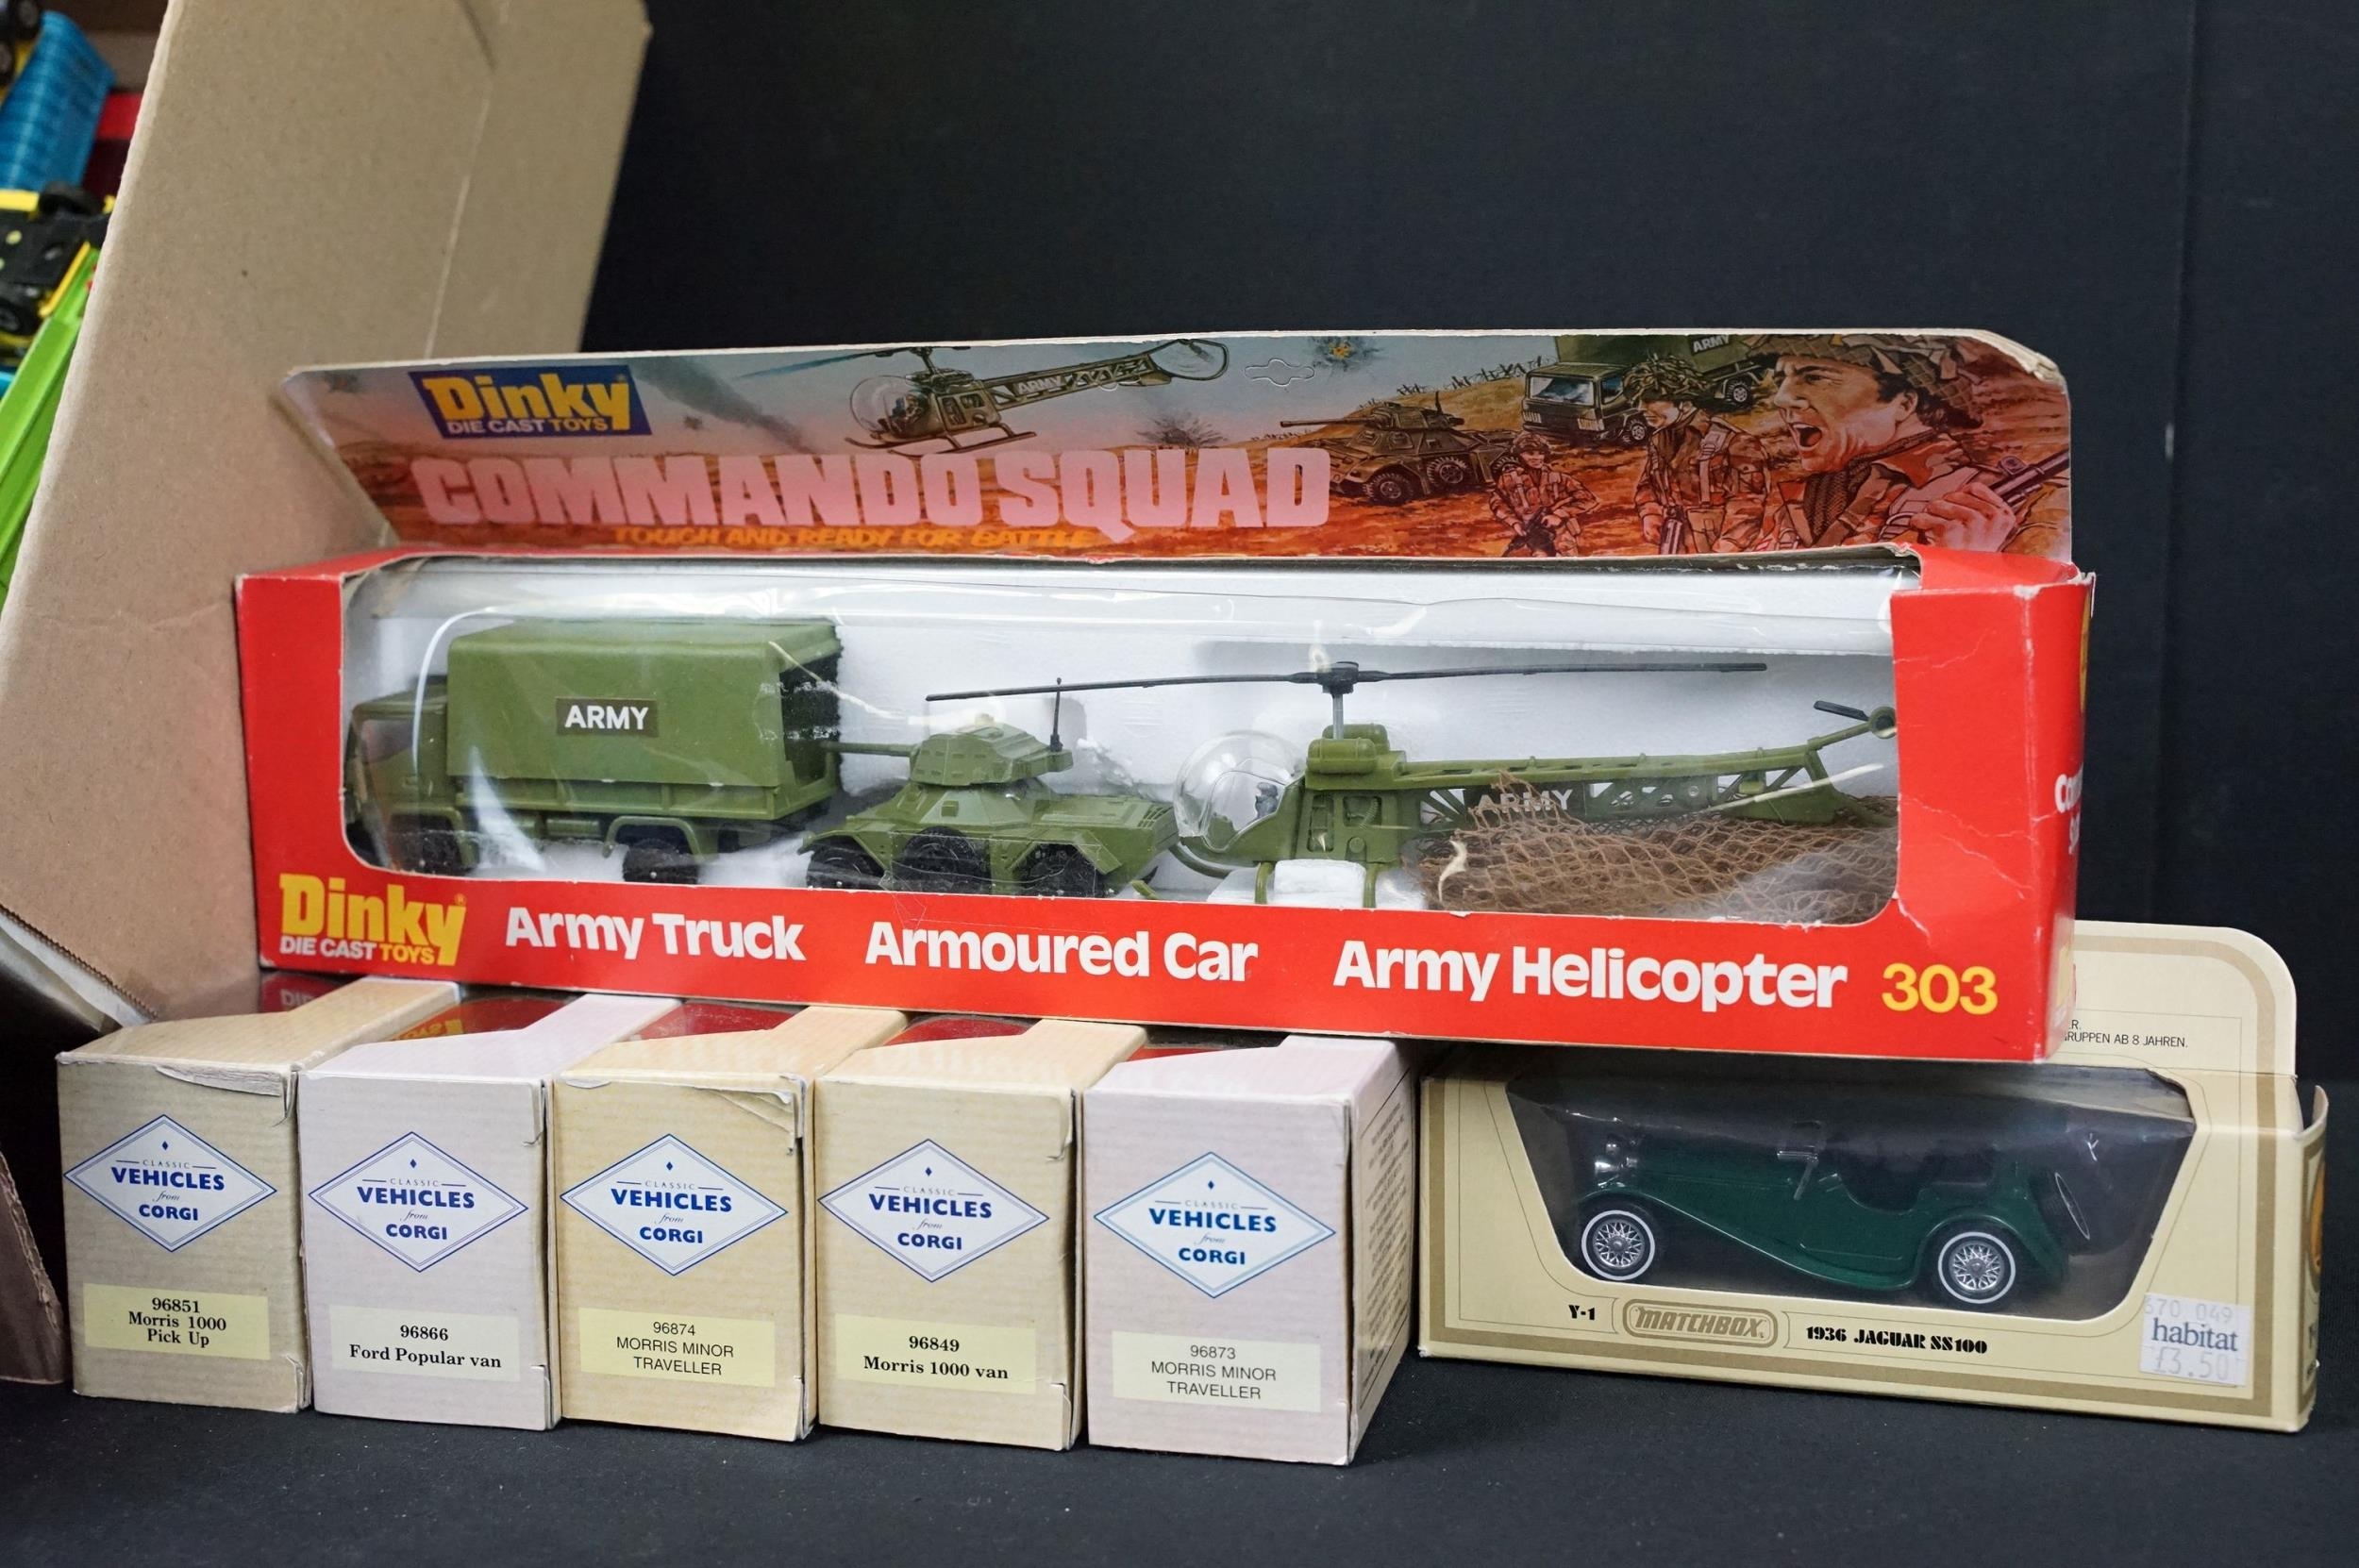 Dinky
DIE CAST TOYS
ARMY
ARMY
COMMANDO SQUAD
TOUGH AND READY FOR BATTLE
ARMY
ARMY
Dinky®
DIE CAST TOYS
Army Truck
Armoured Car
Army Helicopter
303
RUPPEN AB 8 JAHREN.
CLASSIC
VEHICLES
from
CORGI
96851
Morris 1000
Pick Up
CLASSIC
VEHICLES
from
CORGI
96866
Ford Popular van
CLASSIC
VEHICLES
from
CORGI
96874
MORRIS MINOR
TRAVELLER
CLASSIC
VEHICLES
from
CORGI
96849
Morris 1000 van
CLASSIC
VEHICLES
from
CORGI
96873
MORRIS MINOR
TRAVELLER
Y-1
MATCHBOX
1936 JAGUAR SS100
670 049
habitat
£3.50